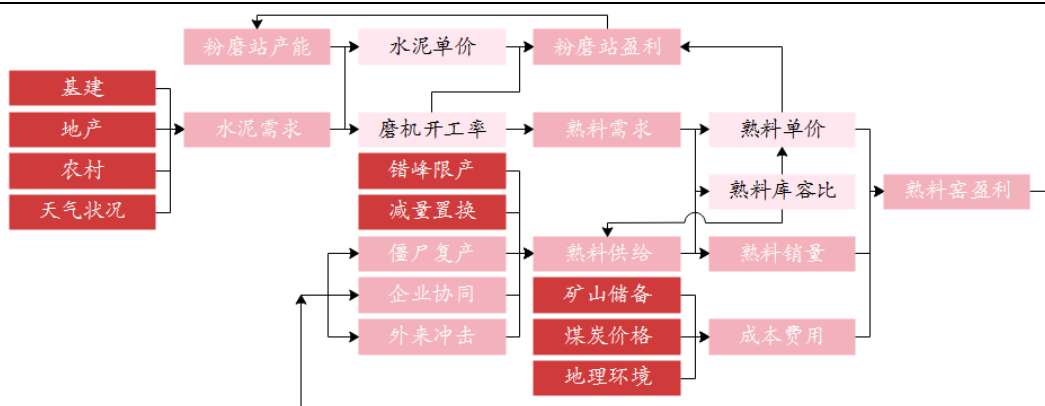 粉磨站产能
水泥单价
粉磨站盈利
基建
地产
水泥需求
磨机开工率
熟料需求
熟料单价
农村
错峰限产
熟料库容比
熟料窑盈利
天气状况
减量置换
僵尸复产
熟料供给
熟料销量
企业协同
矿山储备
外来冲击
煤炭价格
成本费用
地理环境